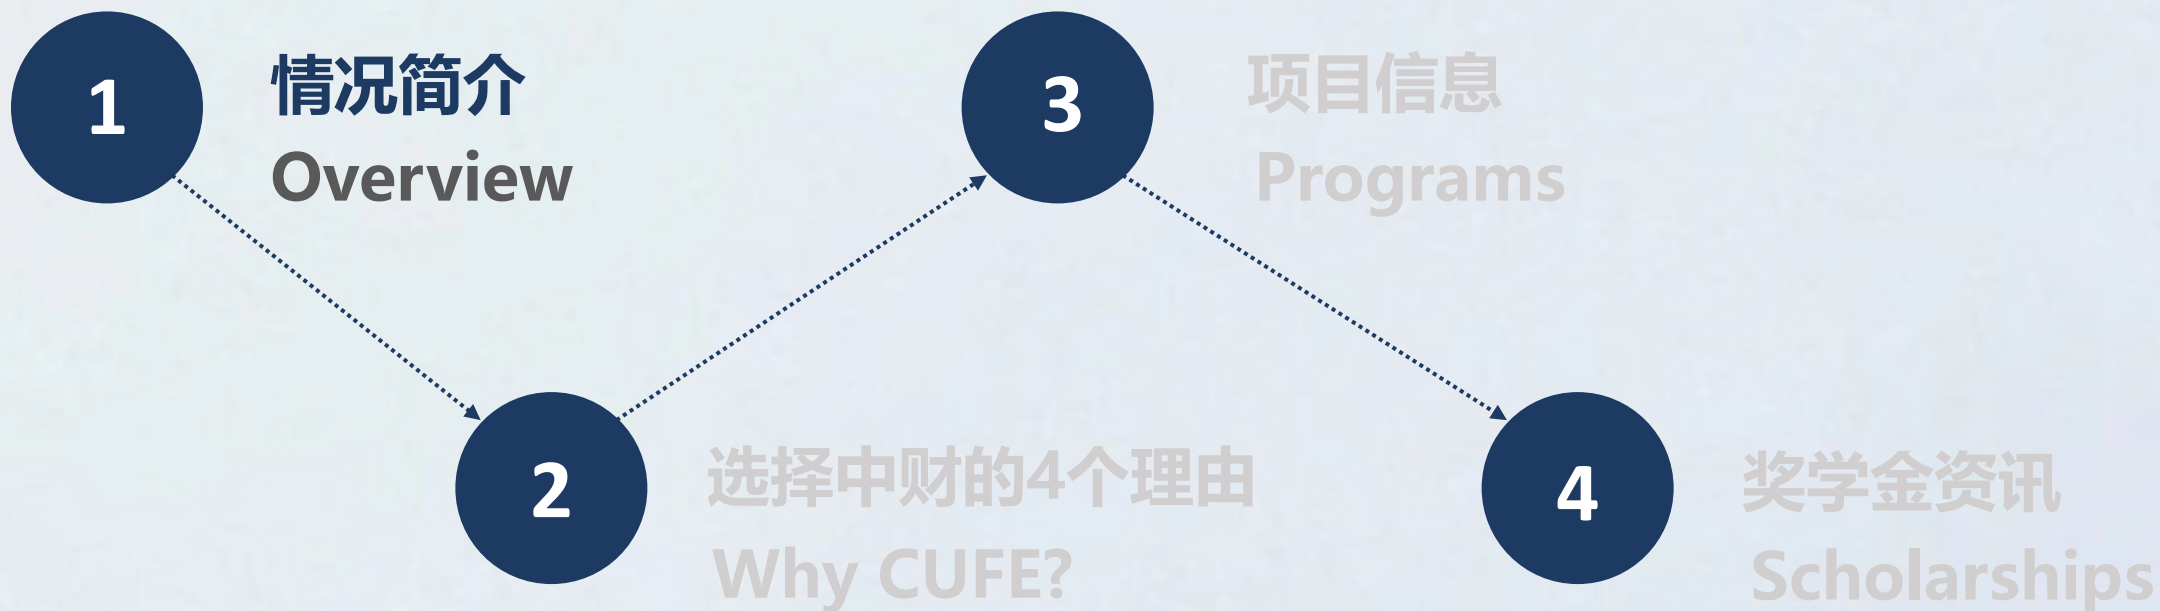 1
情况简介
Overview
2
选择中财的4个理由
Why CUFE?
3
项目信息
Programs
4
奖学金资讯
Scholarships